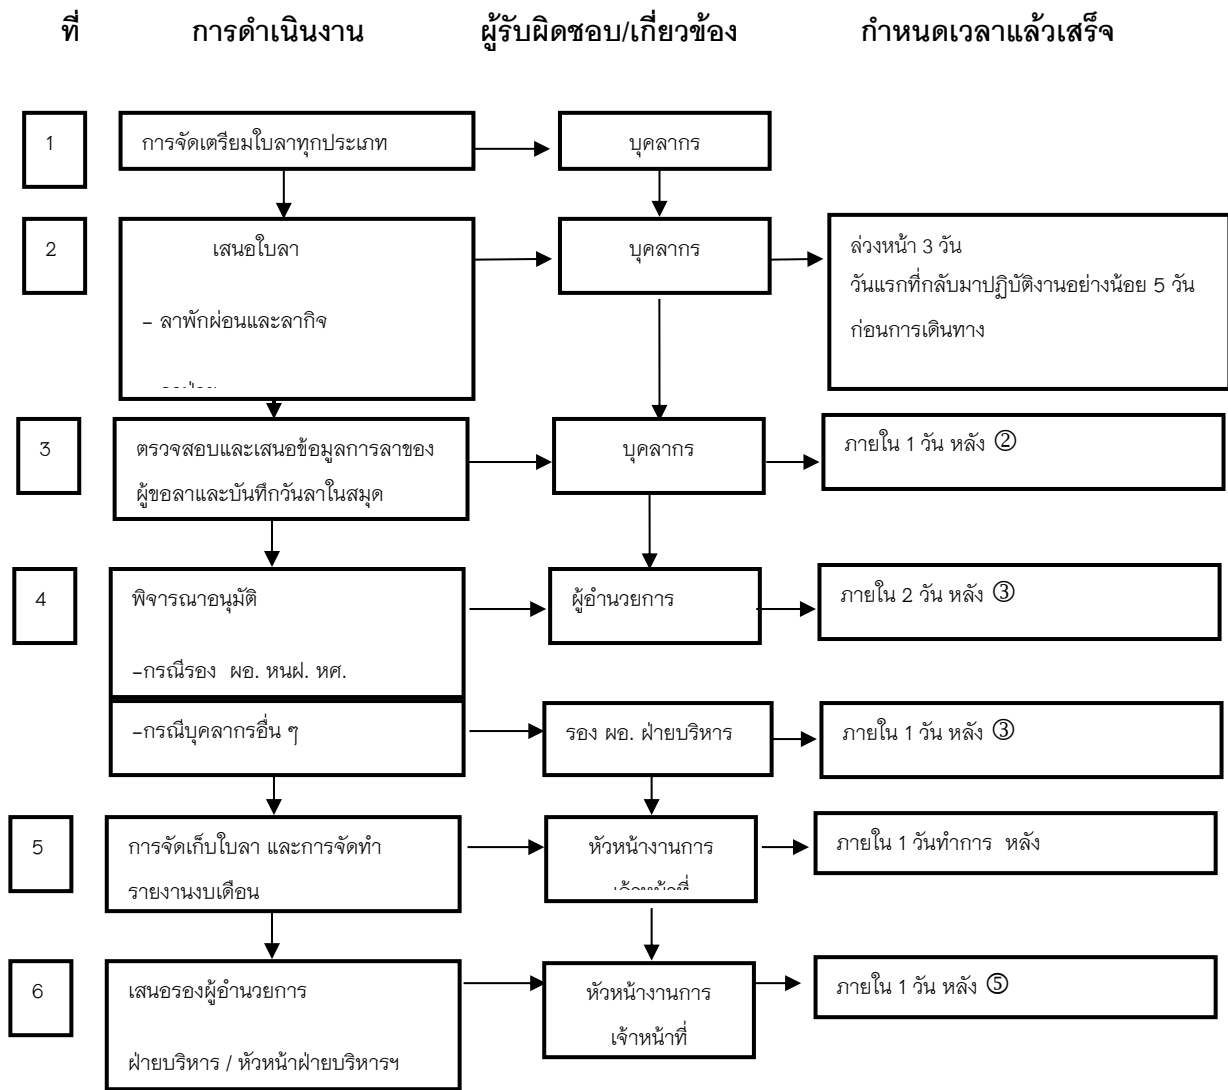 ที่ การดำเนินงาน ผู้รับผิดชอบ/เกี่ยวข้อง กำหนดเวลาแล้วเสร็จ
1 การจัดเตรียมใบลาทุกประเภท บุคลากร
2 เสนอใบลา บุคลากร ล่วงหน้า 3 วัน
วันแรกที่กลับมาปฏิบัติงานอย่างน้อย 5 วัน
– ลาพักผ่อนและลากิจ ก่อนการเดินทาง
3 ตรวจสอบและเสนอข้อมูลการลาของ บุคลากร ภายใน 1 วัน หลัง ②
ผู้ขอลาและบันทึกวันลาในสมุด
4 พิจารณาอนุมัติ ผู้อำนวยการ ภายใน 2 วัน หลัง ③
–กรณีรอง ผอ. หนฝ. หศ.
–กรณีบุคลากรอื่น ๆ รอง ผอ. ฝ่ายบริหาร ภายใน 1 วัน หลัง ③
5 การจัดเก็บใบลา และการจัดทำ หัวหน้างานการ ภายใน 1 วันทำการ หลัง
รายงานงบเดือน
6 เสนอรองผู้อำนวยการ หัวหน้างานการ ภายใน 1 วัน หลัง ⑤
เจ้าหน้าที่
ฝ่ายบริหาร / หัวหน้าฝ่ายบริหารฯ